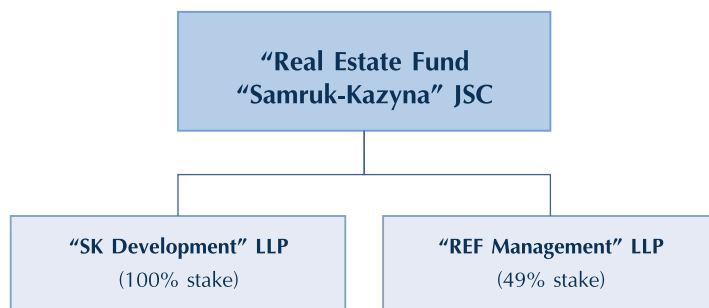 “Real Estate Fund
“Samruk-Kazyna” JSC
“SK Development” LLP
(100% stake)
“REF Management” LLP
(49% stake)